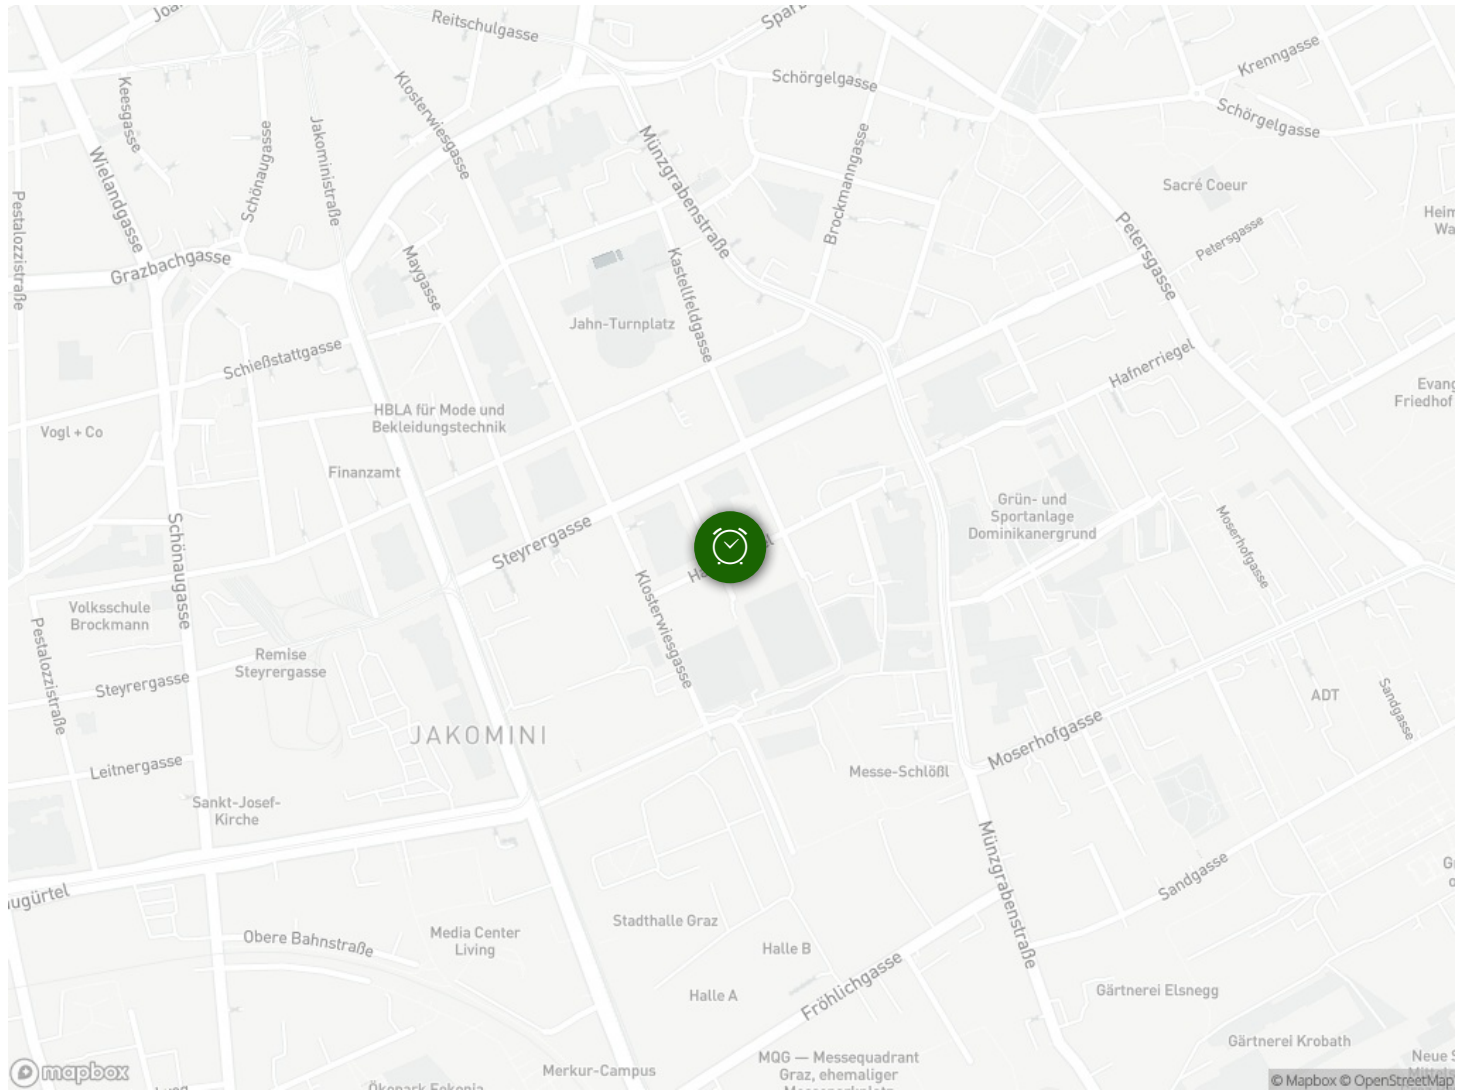 Reitschulgasse
Schörgelgasse
Krenngasse
Schörgelgasse
Keesgasse
Klosterwiesgasse
Schönaugasse
Jakoministraße
Münzgrabenstraße
Brockmanngasse
Wielandgasse
Sacré Coeur
Pestalozzistraße
Petersgasse
Petersgasse
Grazbachgasse
Maygasse
Kastellfeldgasse
Jahn-Turnplatz
Schießstattgasse
Hafnerriegel
HBLA für Mode und
Bekleidungstechnik
Vogl + Co
Friedhof
Finanzamt
Grün- und
Sportanlage
Dominikanergrund
Steyrergasse
Schönaugasse
Moserhofgasse
Klosterwiesgasse
Volksschule
Brockmann
Pestalozzistraße
Remise
Steyrergasse
Steyrergasse
ADT
Sandgasse
JAKOMINI
Moserhofgasse
Leitnergasse
Messe-Schlößl
Sankt-Josef-
Kirche
Münzgrabenstraße
Sandgasse
ugürtel
Stadthalle Graz
Obere Bahnstraße
Media Center
Living
Halle B
Fröhlichgasse
Halle A
Gärtnerei Elsnegg
Gärtnerei Krobath
MQG — Messequadrant
Graz, ehemaliger
Merkur-Campus
Neue
mapbox
© Mapbox © OpenStreetMap